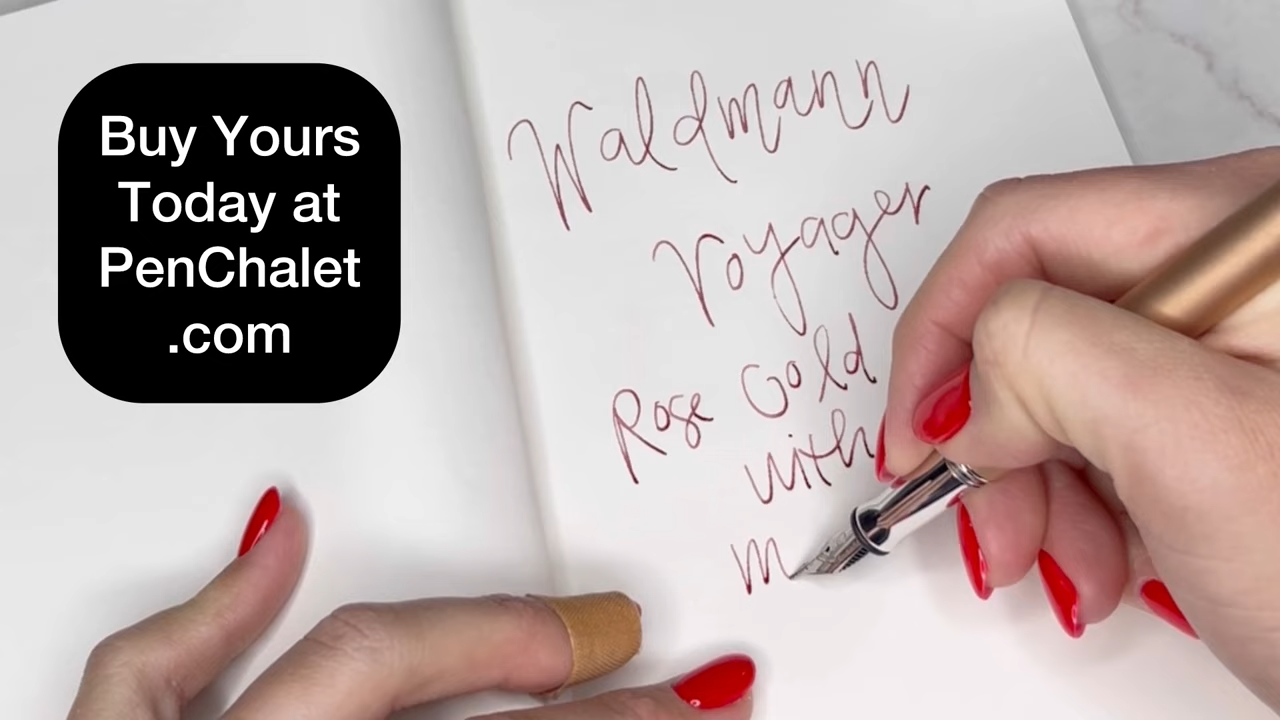 Buy Yours
Today at
PenChalet
.com
Waldmann
Voyager
Rose Gold
with
m